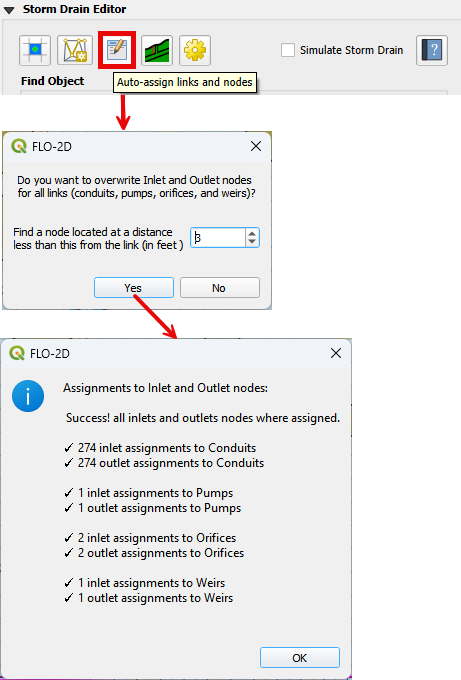 Storm Drain Editor
Simulate Storm Drain
?
Find Object
Auto-assign links and nodes
FLO-2D
Do you want to overwrite Inlet and Outlet nodes
for all links (conduits, pumps, orifices, and weirs)?
Find a node located at a distance
less than this from the link (in feet )
3
Yes
No
FLO-2D
i
Assignments to Inlet and Outlet nodes:
Success! all inlets and outlets nodes where assigned.
✓ 274 inlet assignments to Conduits
✓ 274 outlet assignments to Conduits
✓ 1 inlet assignments to Pumps
✓ 1 outlet assignments to Pumps
✓ 2 inlet assignments to Orifices
✓ 2 outlet assignments to Orifices
✓ 1 inlet assignments to Weirs
✓ 1 outlet assignments to Weirs
OK